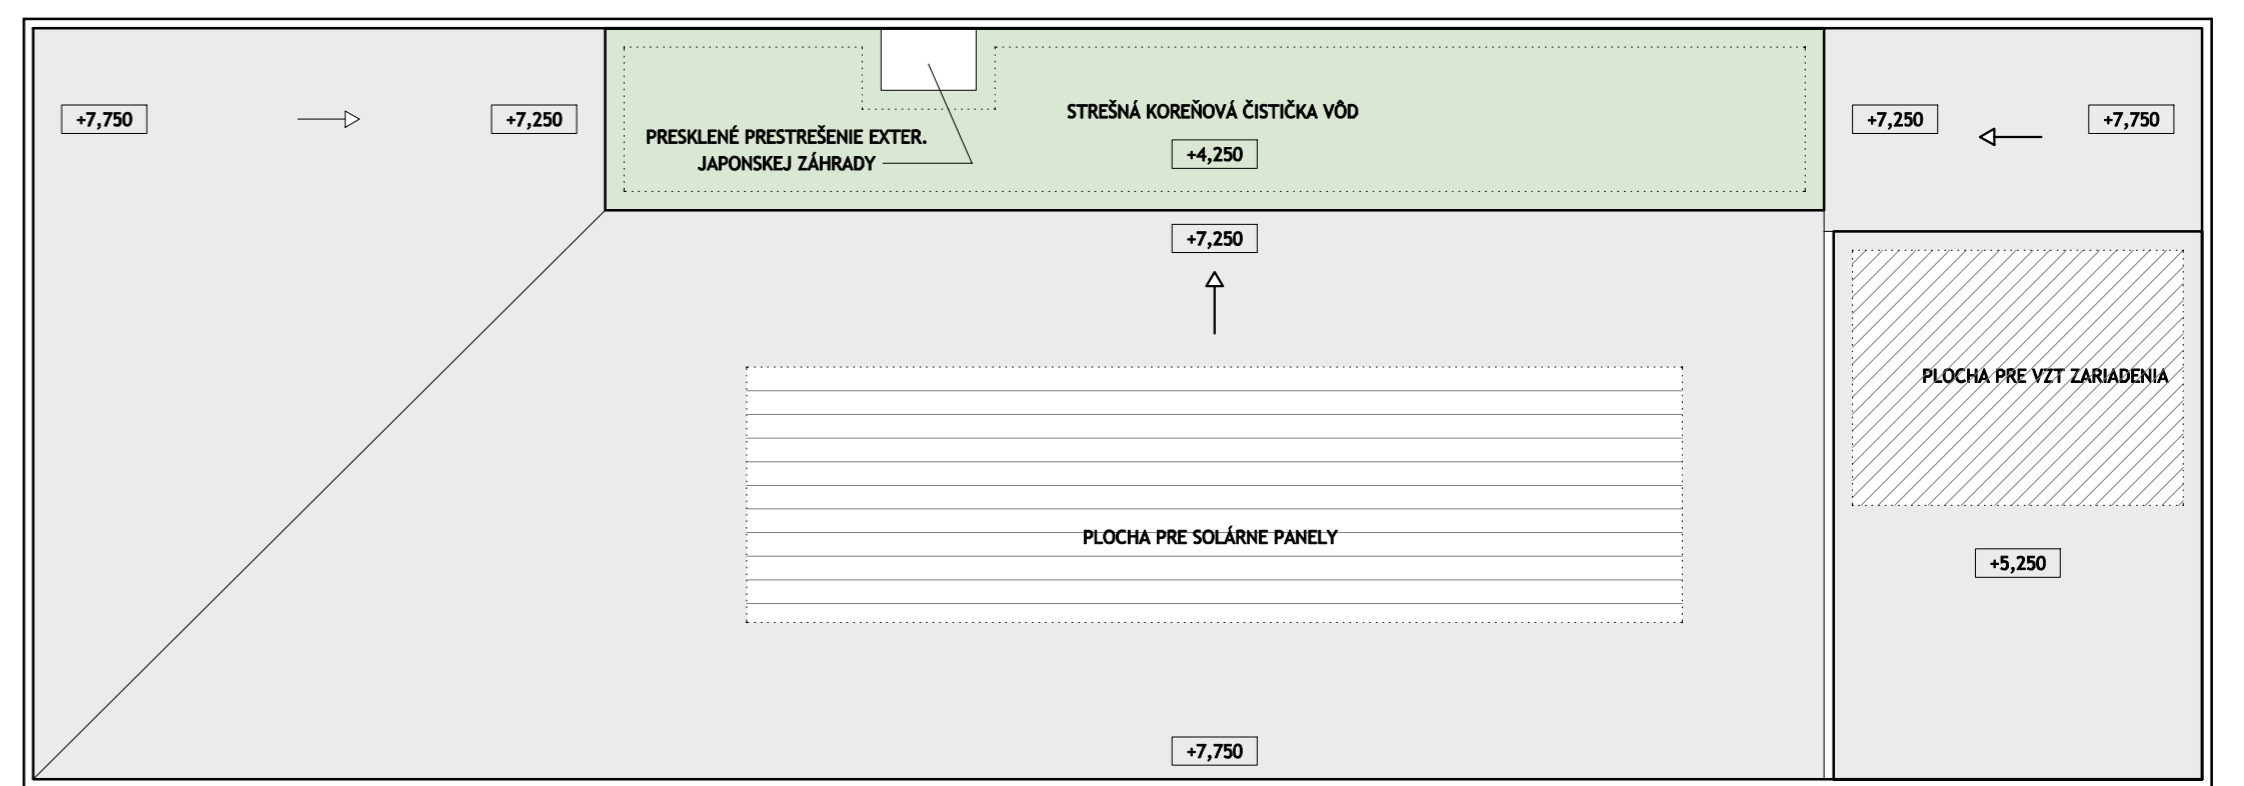 +7,750
+7,250
PRESKLENÉ PRESTREŠENIE EXTER.
JAPONSKEJ ZÁHRADY
STREŠNÁ KOREŇOVÁ ČISTIČKA VÔD
+4,250
+7,250
+7,750
+7,250
PLOCHA PRE VZT ZARIADENIA
PLOCHA PRE SOLÁRNE PANELY
+5,250
+7,750